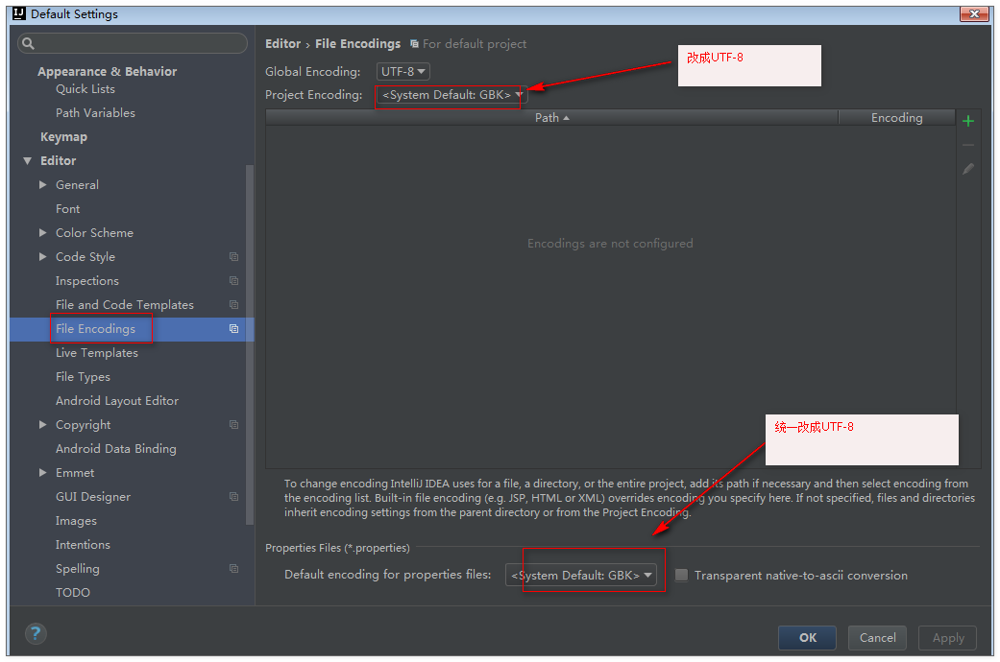 IJ Default Settings
Appearance & Behavior
Quick Lists
Path Variables
Keymap
Editor
General
Font
Color Scheme
Code Style
Inspections
File and Code Templates
File Encodings
Live Templates
File Types
Android Layout Editor
Copyright
Android Data Binding
Emmet
GUI Designer
Images
Intentions
Spelling
TODO
Editor › File Encodings For default project
Global Encoding: UTF-8
Project Encoding: <System Default: GBK>
改成UTF-8
Path Encoding
Encodings are not configured
统一改成UTF-8
To change encoding IntelliJ IDEA uses for a file, a directory, or the entire project, add its path if necessary and then select encoding from
the encoding list. Built-in file encoding (e.g. JSP, HTML or XML) overrides encoding you specify here. If not specified, files and directories
inherit encoding settings from the parent directory or from the Project Encoding.
Properties Files (*.properties)
Default encoding for properties files: <System Default: GBK> Transparent native-to-ascii conversion
? OK Cancel Apply